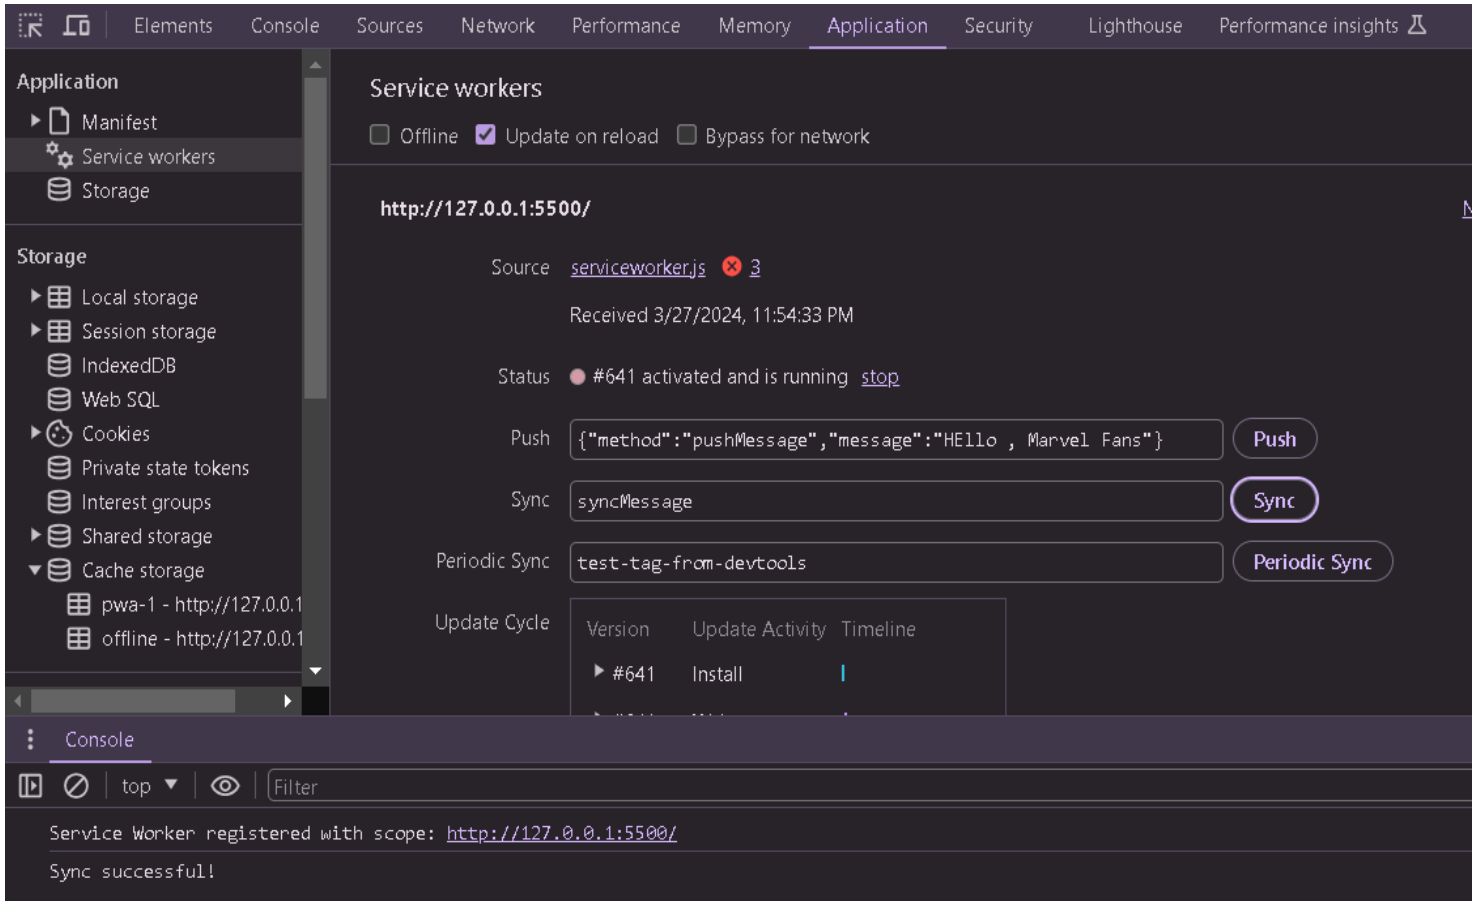 Elements Console Sources Network Performance Memory Application Security Lighthouse Performance insights
Application
Manifest
Service workers
Storage
Storage
Local storage
Session storage
IndexedDB
Web SQL
Cookies
Private state tokens
Interest groups
Shared storage
Cache storage
pwa-1 - http://127.0.0.1
offline - http://127.0.0.1
Service workers
Offline Update on reload Bypass for network
http://127.0.0.1:5500/
Source serviceworker.js 3
Received 3/27/2024, 11:54:33 PM
Status #641 activated and is running stop
Push {"method":"pushMessage","message":"HEllo , Marvel Fans"} Push
Sync syncMessage Sync
Periodic Sync test-tag-from-devtools Periodic Sync
Update Cycle Version Update Activity Timeline
#641 Install
Console
top Filter
Service Worker registered with scope: http://127.0.0.1:5500/
Sync successful!